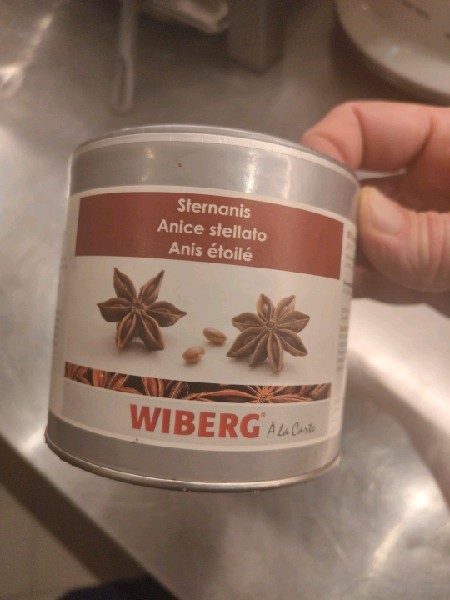 Sternanis
Anice stellato
Anis étoilé
WIBERG® À la Carte